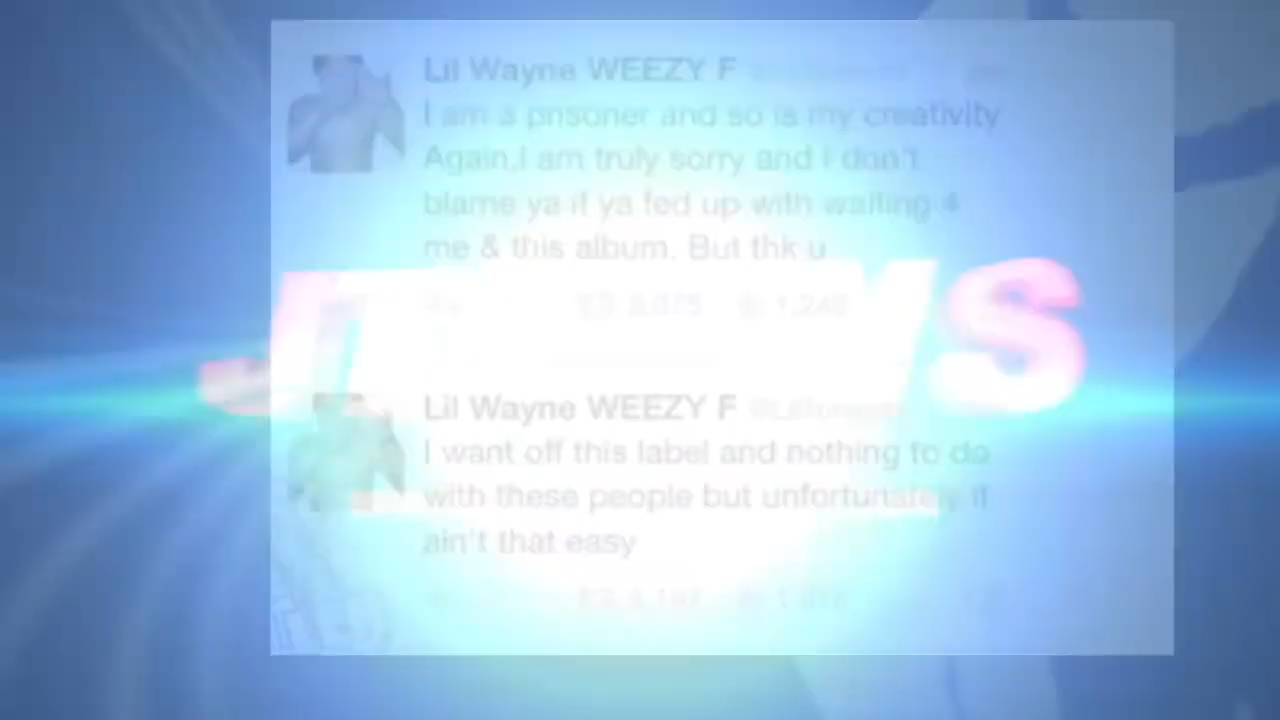 Lil Wayne WEEZY F
I am a prisoner and so is my creativity
Again,I am truly sorry and I don't
blame ya if ya fed up with waiting 4
me & this album. But thk u
Lil Wayne WEEZY F
I want off this label and nothing to do
with these people but unfortunately it
ain't that easy